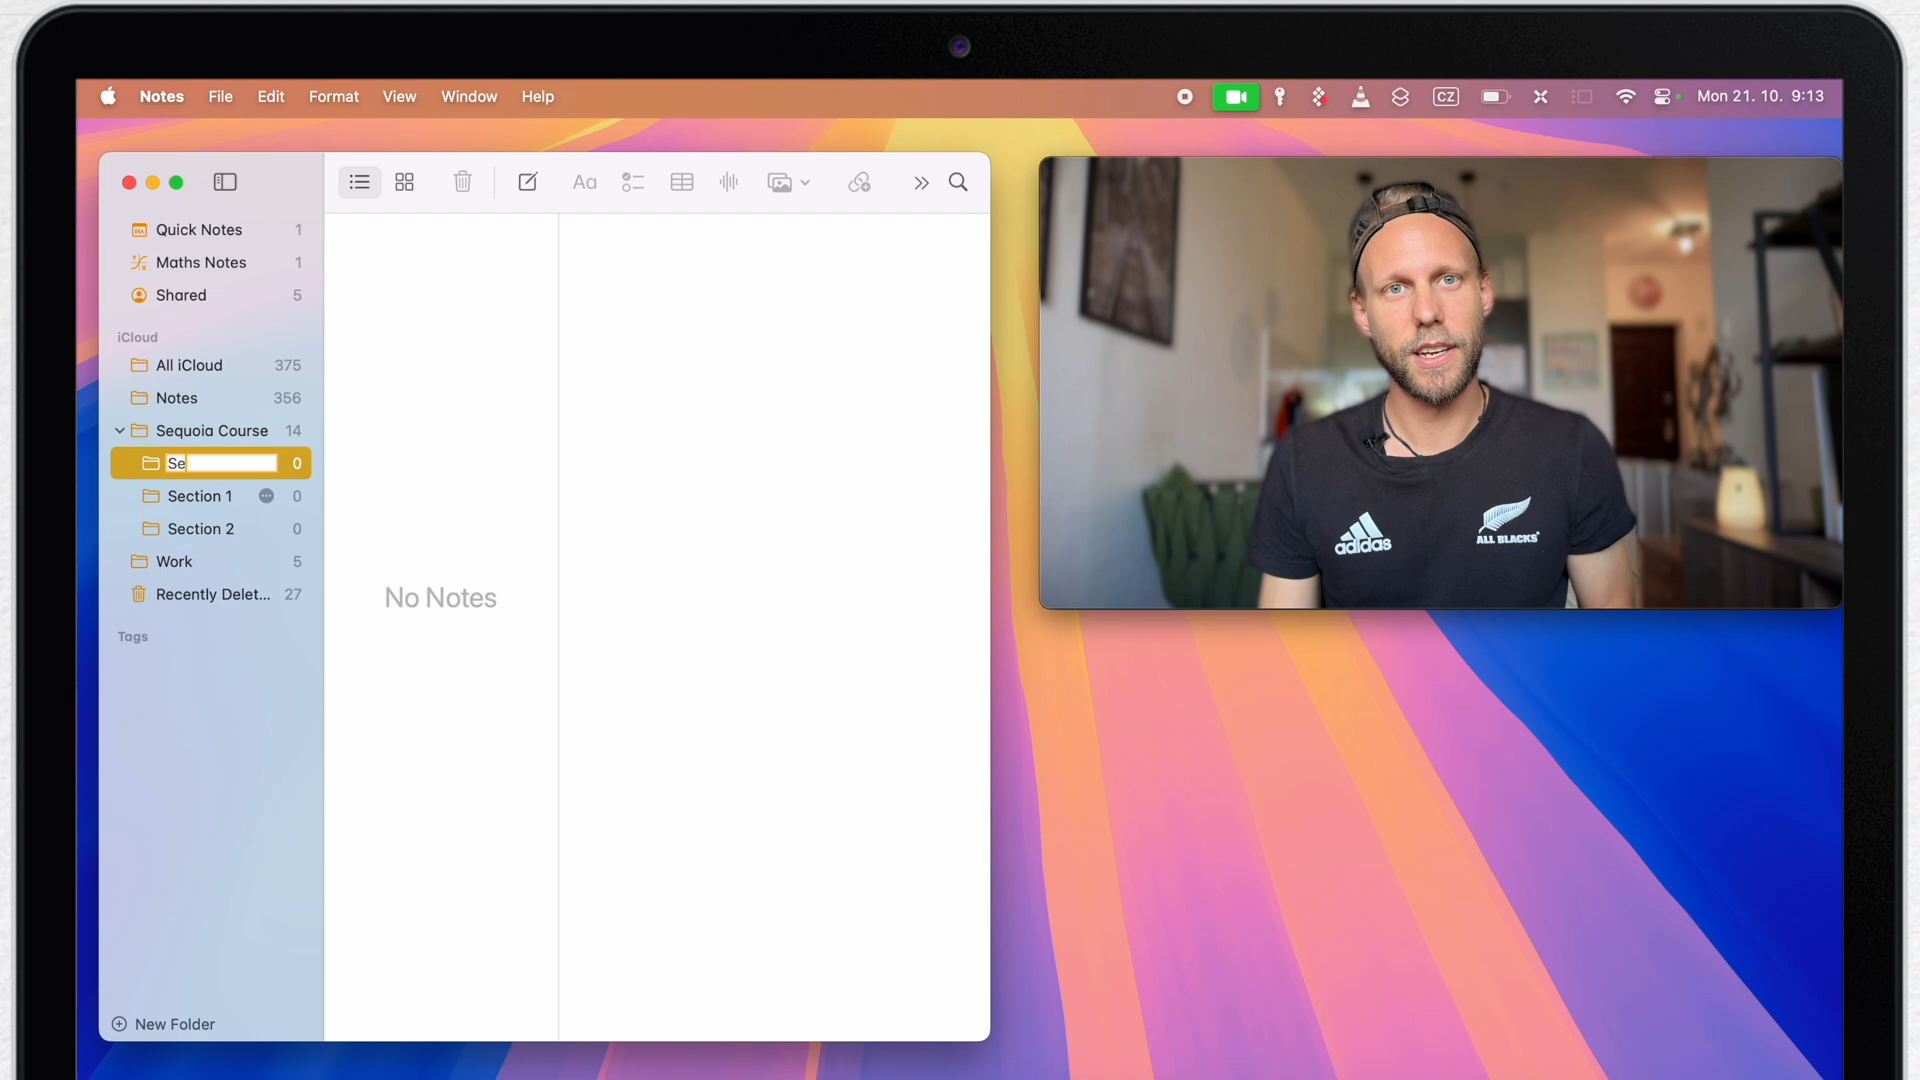 Notes File Edit Format View Window Help CZ Mon 21. 10. 9:13
Aa
Quick Notes 1
Maths Notes 1
Shared 5
iCloud
All iCloud 375
Notes 356
Sequoia Course 14
Se 0
Section 1 0
Section 2 0
Work 5
Recently Delet... 27
Tags
No Notes
New Folder
adidas
ALL BLACKS